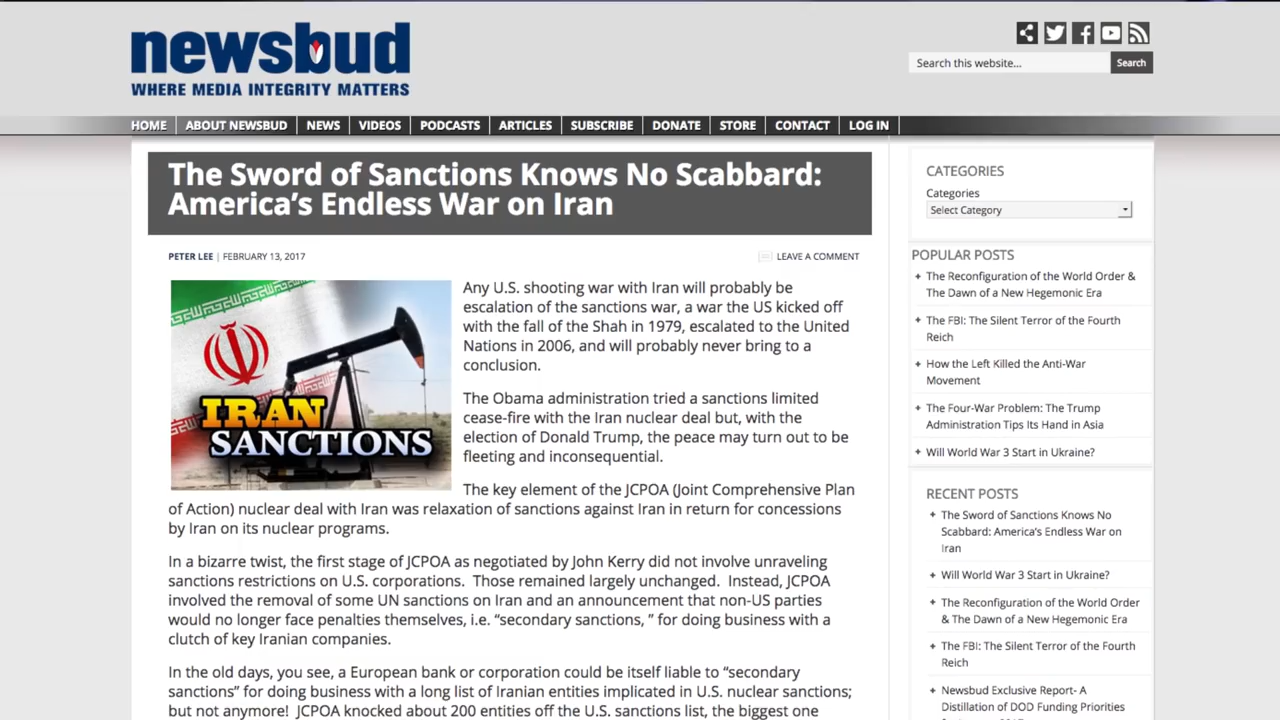 newsbud
WHERE MEDIA INTEGRITY MATTERS
Search this website...
Search
HOME
ABOUT NEWSBUD
NEWS
VIDEOS
PODCASTS
ARTICLES
SUBSCRIBE
DONATE
STORE
CONTACT
LOG IN
The Sword of Sanctions Knows No Scabbard:
America's Endless War on Iran
PETER LEE | FEBRUARY 13, 2017
LEAVE A COMMENT
IRAN
SANCTIONS
Any U.S. shooting war with Iran will probably be
escalation of the sanctions war, a war the US kicked off
with the fall of the Shah in 1979, escalated to the United
Nations in 2006, and will probably never bring to a
conclusion.
The Obama administration tried a sanctions limited
cease-fire with the Iran nuclear deal but, with the
election of Donald Trump, the peace may turn out to be
fleeting and inconsequential.
The key element of the JCPOA (Joint Comprehensive Plan
of Action) nuclear deal with Iran was relaxation of sanctions against Iran in return for concessions
by Iran on its nuclear programs.
In a bizarre twist, the first stage of JCPOA as negotiated by John Kerry did not involve unraveling
sanctions restrictions on U.S. corporations.  Those remained largely unchanged.  Instead, JCPOA
involved the removal of some UN sanctions on Iran and an announcement that non-US parties
would no longer face penalties themselves, i.e. "secondary sanctions, " for doing business with a
clutch of key Iranian companies.
In the old days, you see, a European bank or corporation could be itself liable to "secondary
sanctions" for doing business with a long list of Iranian entities implicated in U.S. nuclear sanctions;
but not anymore!  JCPOA knocked about 200 entities off the U.S. sanctions list, the biggest one
CATEGORIES
Categories
Select Category
POPULAR POSTS
The Reconfiguration of the World Order &
The Dawn of a New Hegemonic Era
The FBI: The Silent Terror of the Fourth
Reich
How the Left Killed the Anti-War
Movement
The Four-War Problem: The Trump
Administration Tips Its Hand in Asia
Will World War 3 Start in Ukraine?
RECENT POSTS
The Sword of Sanctions Knows No
Scabbard: America's Endless War on
Iran
Will World War 3 Start in Ukraine?
The Reconfiguration of the World Order
& The Dawn of a New Hegemonic Era
The FBI: The Silent Terror of the Fourth
Reich
Newsbud Exclusive Report- A
Distillation of DOD Funding Priorities